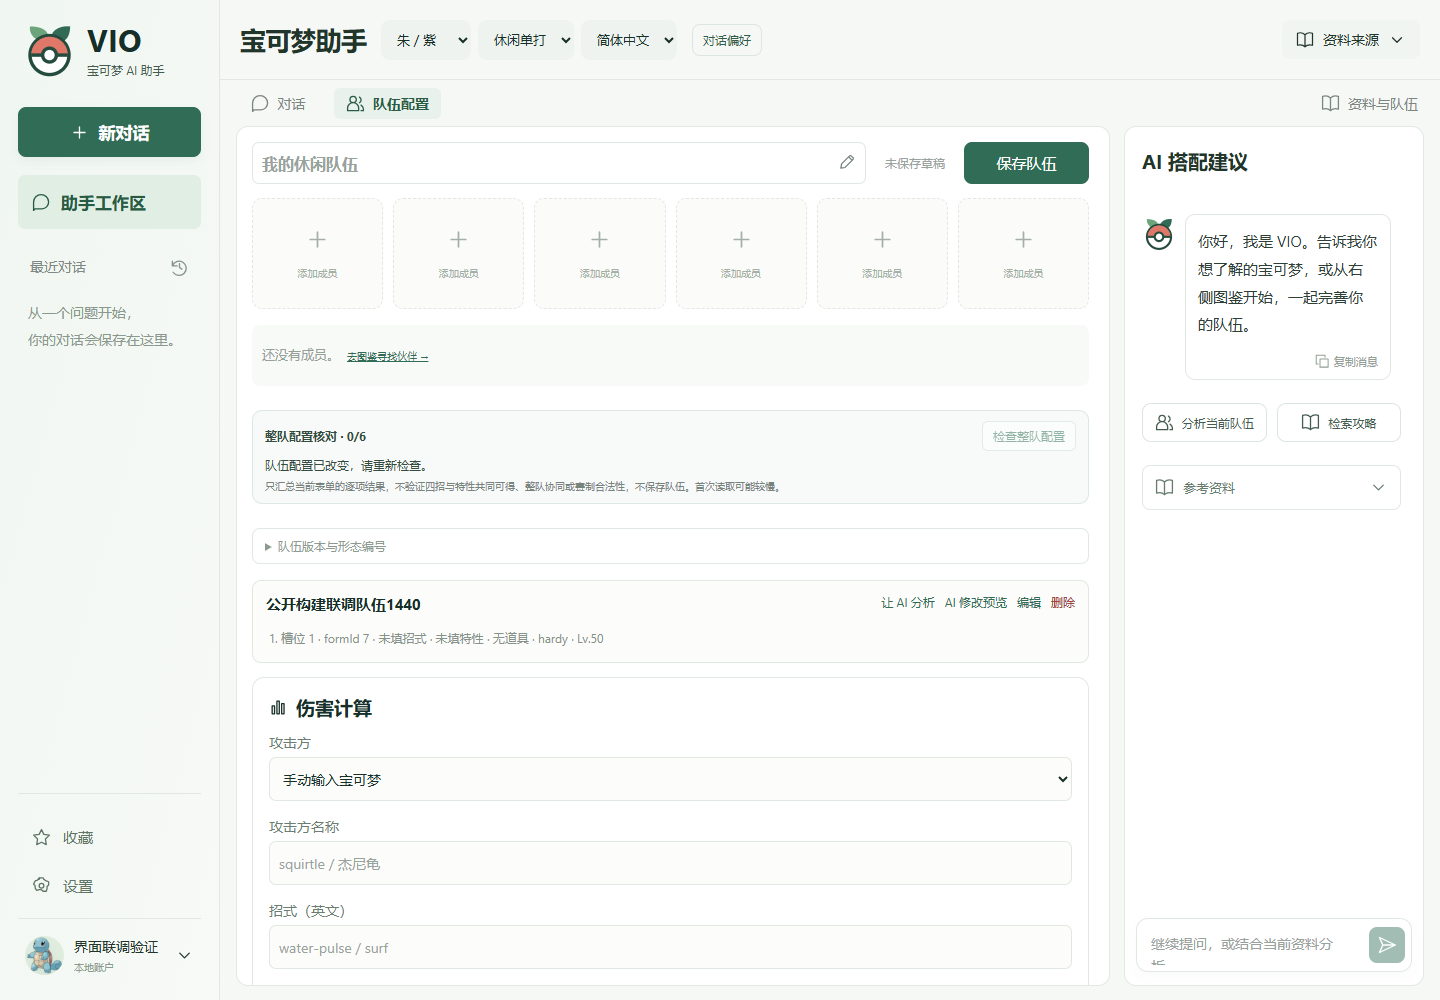 VIO
宝可梦 AI 助手
新对话
助手工作区
最近对话
从一个问题开始，
你的对话会保存在这里。
收藏
设置
界面联调验证
本地账户
宝可梦助手
朱 / 紫
休闲单打
简体中文
对话偏好
资料来源
对话
队伍配置
资料与队伍
我的休闲队伍
未保存草稿
保存队伍
添加成员
添加成员
添加成员
添加成员
添加成员
添加成员
还没有成员。 去图鉴寻找伙伴 →
整队配置核对 · 0/6
检查整队配置
队伍配置已改变，请重新检查。
只汇总当前表单的逐项结果，不验证四招与特性共同可得、整队协同或赛制合法性，不保存队伍。首次读取可能较慢。
队伍版本与形态编号
公开构建联调队伍1440
让 AI 分析 AI 修改预览 编辑 删除
1. 槽位 1 · formId 7 · 未填招式 · 未填特性 · 无道具 · hardy · Lv.50
伤害计算
攻击方
手动输入宝可梦
攻击方名称
squirtle / 杰尼龟
招式（英文）
water-pulse / surf
AI 搭配建议
你好，我是 VIO。告诉我你
想了解的宝可梦，或从右
侧图鉴开始，一起完善你
的队伍。
复制消息
分析当前队伍
检索攻略
参考资料
继续提问，或结合当前资料分
析